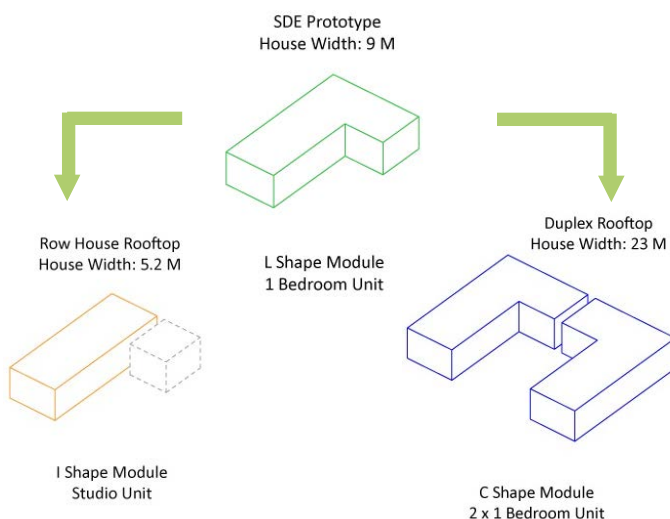 SDE Prototype
House Width: 9 M
Row House Rooftop
House Width: 5.2 M
Duplex Rooftop
House Width: 23 M
L Shape Module
1 Bedroom Unit
I Shape Module
Studio Unit
C Shape Module
2 x 1 Bedroom Unit